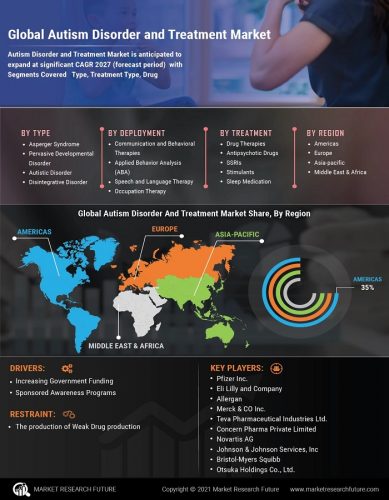 Global Autism Disorder and Treatment Market
Autism Disorder and Treatment Market is anticipated to
expand at significant CAGR 2027 (forecast period) with
Segments Covered Type, Treatment Type, Drug
BY TYPE
• Asperger Syndrome
• Pervasive Developmental
Disorder
• Autistic Disorder
• Disintegrative Disorder
BY DEPLOYMENT
• Communication and Behavioral
Therapies
• Applied Behavior Analysis
(ABA)
• Speech and Language Therapy
• Occupation Therapy
BY TREATMENT
• Drug Therapies
• Antipsychotic Drugs
• SSRIs
• Stimulants
• Sleep Medication
BY REGION
• Americas
• Europe
• Asia-pacific
• Middle East & Africa
Global Autism Disorder And Treatment Market Share, By Region
AMERICAS
EUROPE
ASIA-PACIFIC
MIDDLE EAST & AFRICA
AMERICAS
35%
DRIVERS:
• Increasing Government Funding
• Sponsored Awareness Programs
RESTRAINT:
• The production of Weak Drug production
KEY PLAYERS:
• Pfizer Inc.
• Eli Lilly and Company
• Allergan
• Merck & CO Inc.
• Teva Pharmaceutical Industries Ltd.
• Concern Pharma Private Limited
• Novartis AG
• Johnson & Johnson Services, Inc
• Bristol-Myers Squibb
• Otsuka Holdings Co., Ltd.
MARKET RESEARCH FUTURE
Copyright © 2021 Market Research Future
www.marketresearchfuture.com